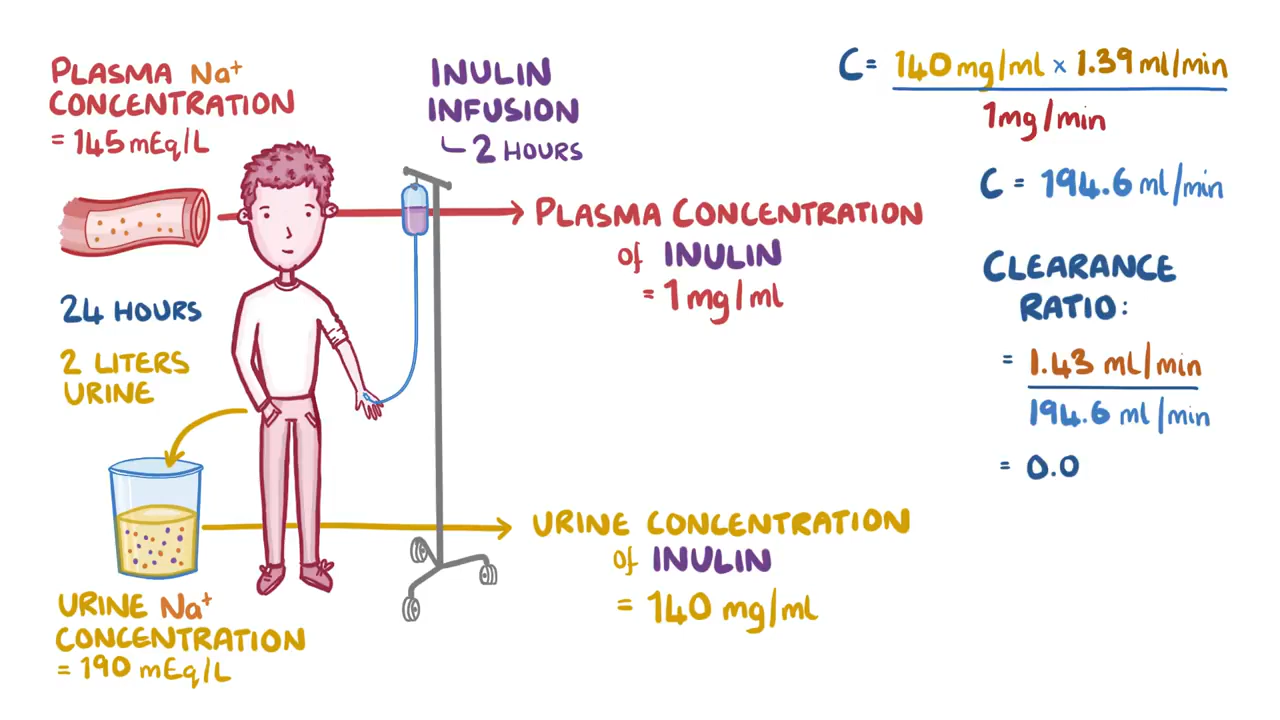 PLASMA Na⁺
CONCENTRATION
= 145 mEq/L
24 HOURS
2 LITERS
URINE
URINE Na⁺
CONCENTRATION
= 190 mEq/L
INULIN
INFUSION
2 HOURS
PLASMA CONCENTRATION
of INULIN
= 1 mg/ml
URINE CONCENTRATION
of INULIN
= 140 mg/ml
C = 140 mg/ml x 1.39 ml/min
1 mg/min
C = 194.6 ml/min
CLEARANCE
RATIO:
= 1.43 ml/min
194.6 ml/min
= 0.0